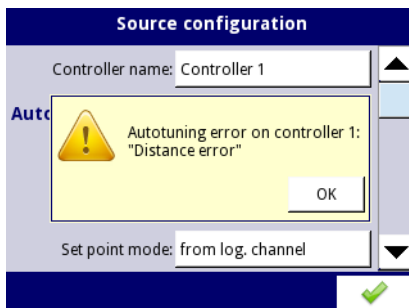 Source configuration
Controller name: Controller 1
Auto
Autotuning error on controller 1:
"Distance error"
OK
Set point mode: from log. channel